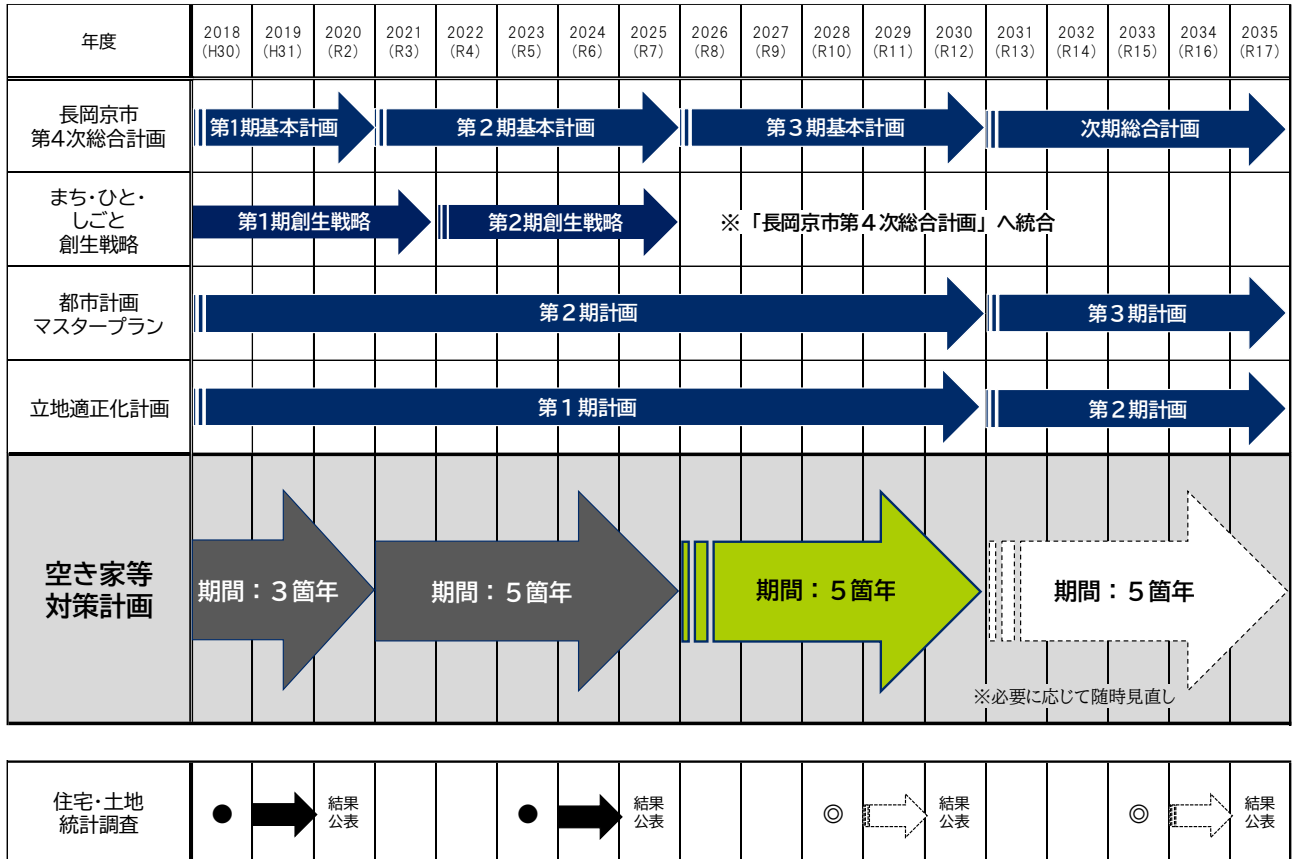 年度
2018 2019 2020 2021 2022 2023 2024 2025 2026 2027 2028 2029 2030 2031 2032 2033 2034 2035
(H30) (H31) (R2) (R3) (R4) (R5) (R6) (R7) (R8) (R9) (R10) (R11) (R12) (R13) (R14) (R15) (R16) (R17)
長岡京市
第4次総合計画
第1期基本計画 第2期基本計画 第3期基本計画 次期総合計画
まち・ひと・
しごと
創生戦略
第1期創生戦略 第2期創生戦略 ※「長岡京市第4次総合計画」へ統合
都市計画
マスタープラン
第2期計画 第3期計画
立地適正化計画 第1期計画 第2期計画
空き家等
対策計画
期間：3箇年 期間：5箇年 期間：5箇年 期間：5箇年
※必要に応じて随時見直し
住宅・土地
統計調査
● 結果
公表
● 結果
公表
◎ 結果
公表
◎ 結果
公表